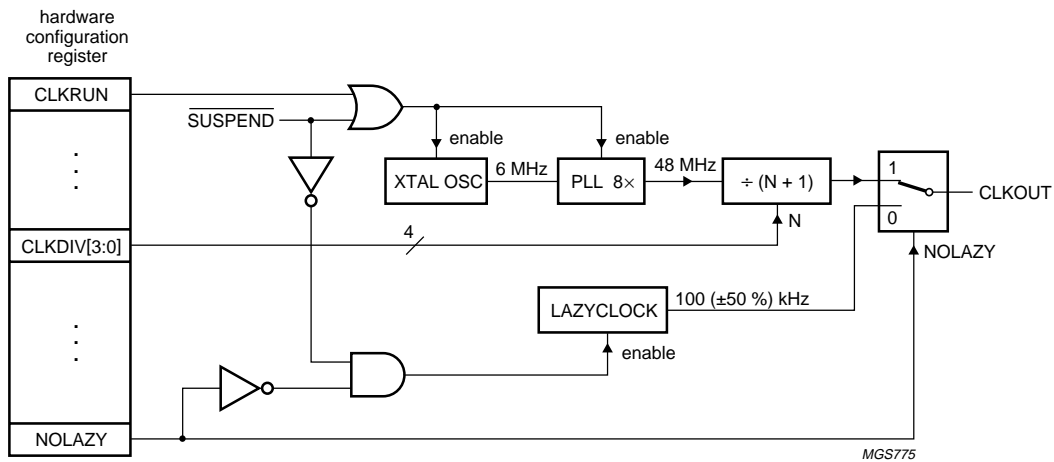 hardware
configuration
register
CLKRUN
SUSPEND
enable
enable
XTAL OSC
6 MHz
PLL 8×
48 MHz
÷ (N + 1)
1
0
CLKOUT
CLKDIV[3:0]
4
N
NOLAZY
LAZYCLOCK
100 (±50 %) kHz
enable
NOLAZY
MGS775